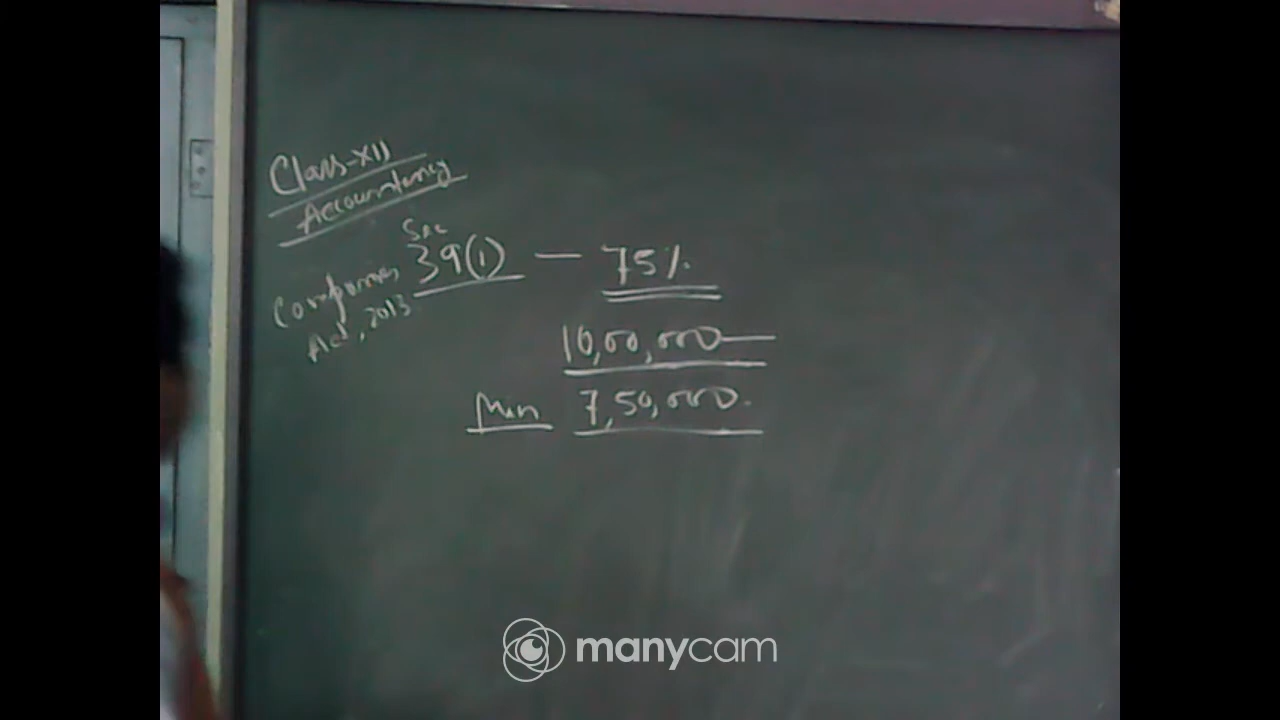 Class-XII
Accountancy
Companies Act, 2013
Sec 39(1) — 75%.
10,00,000
Min 7,50,000.
manycam